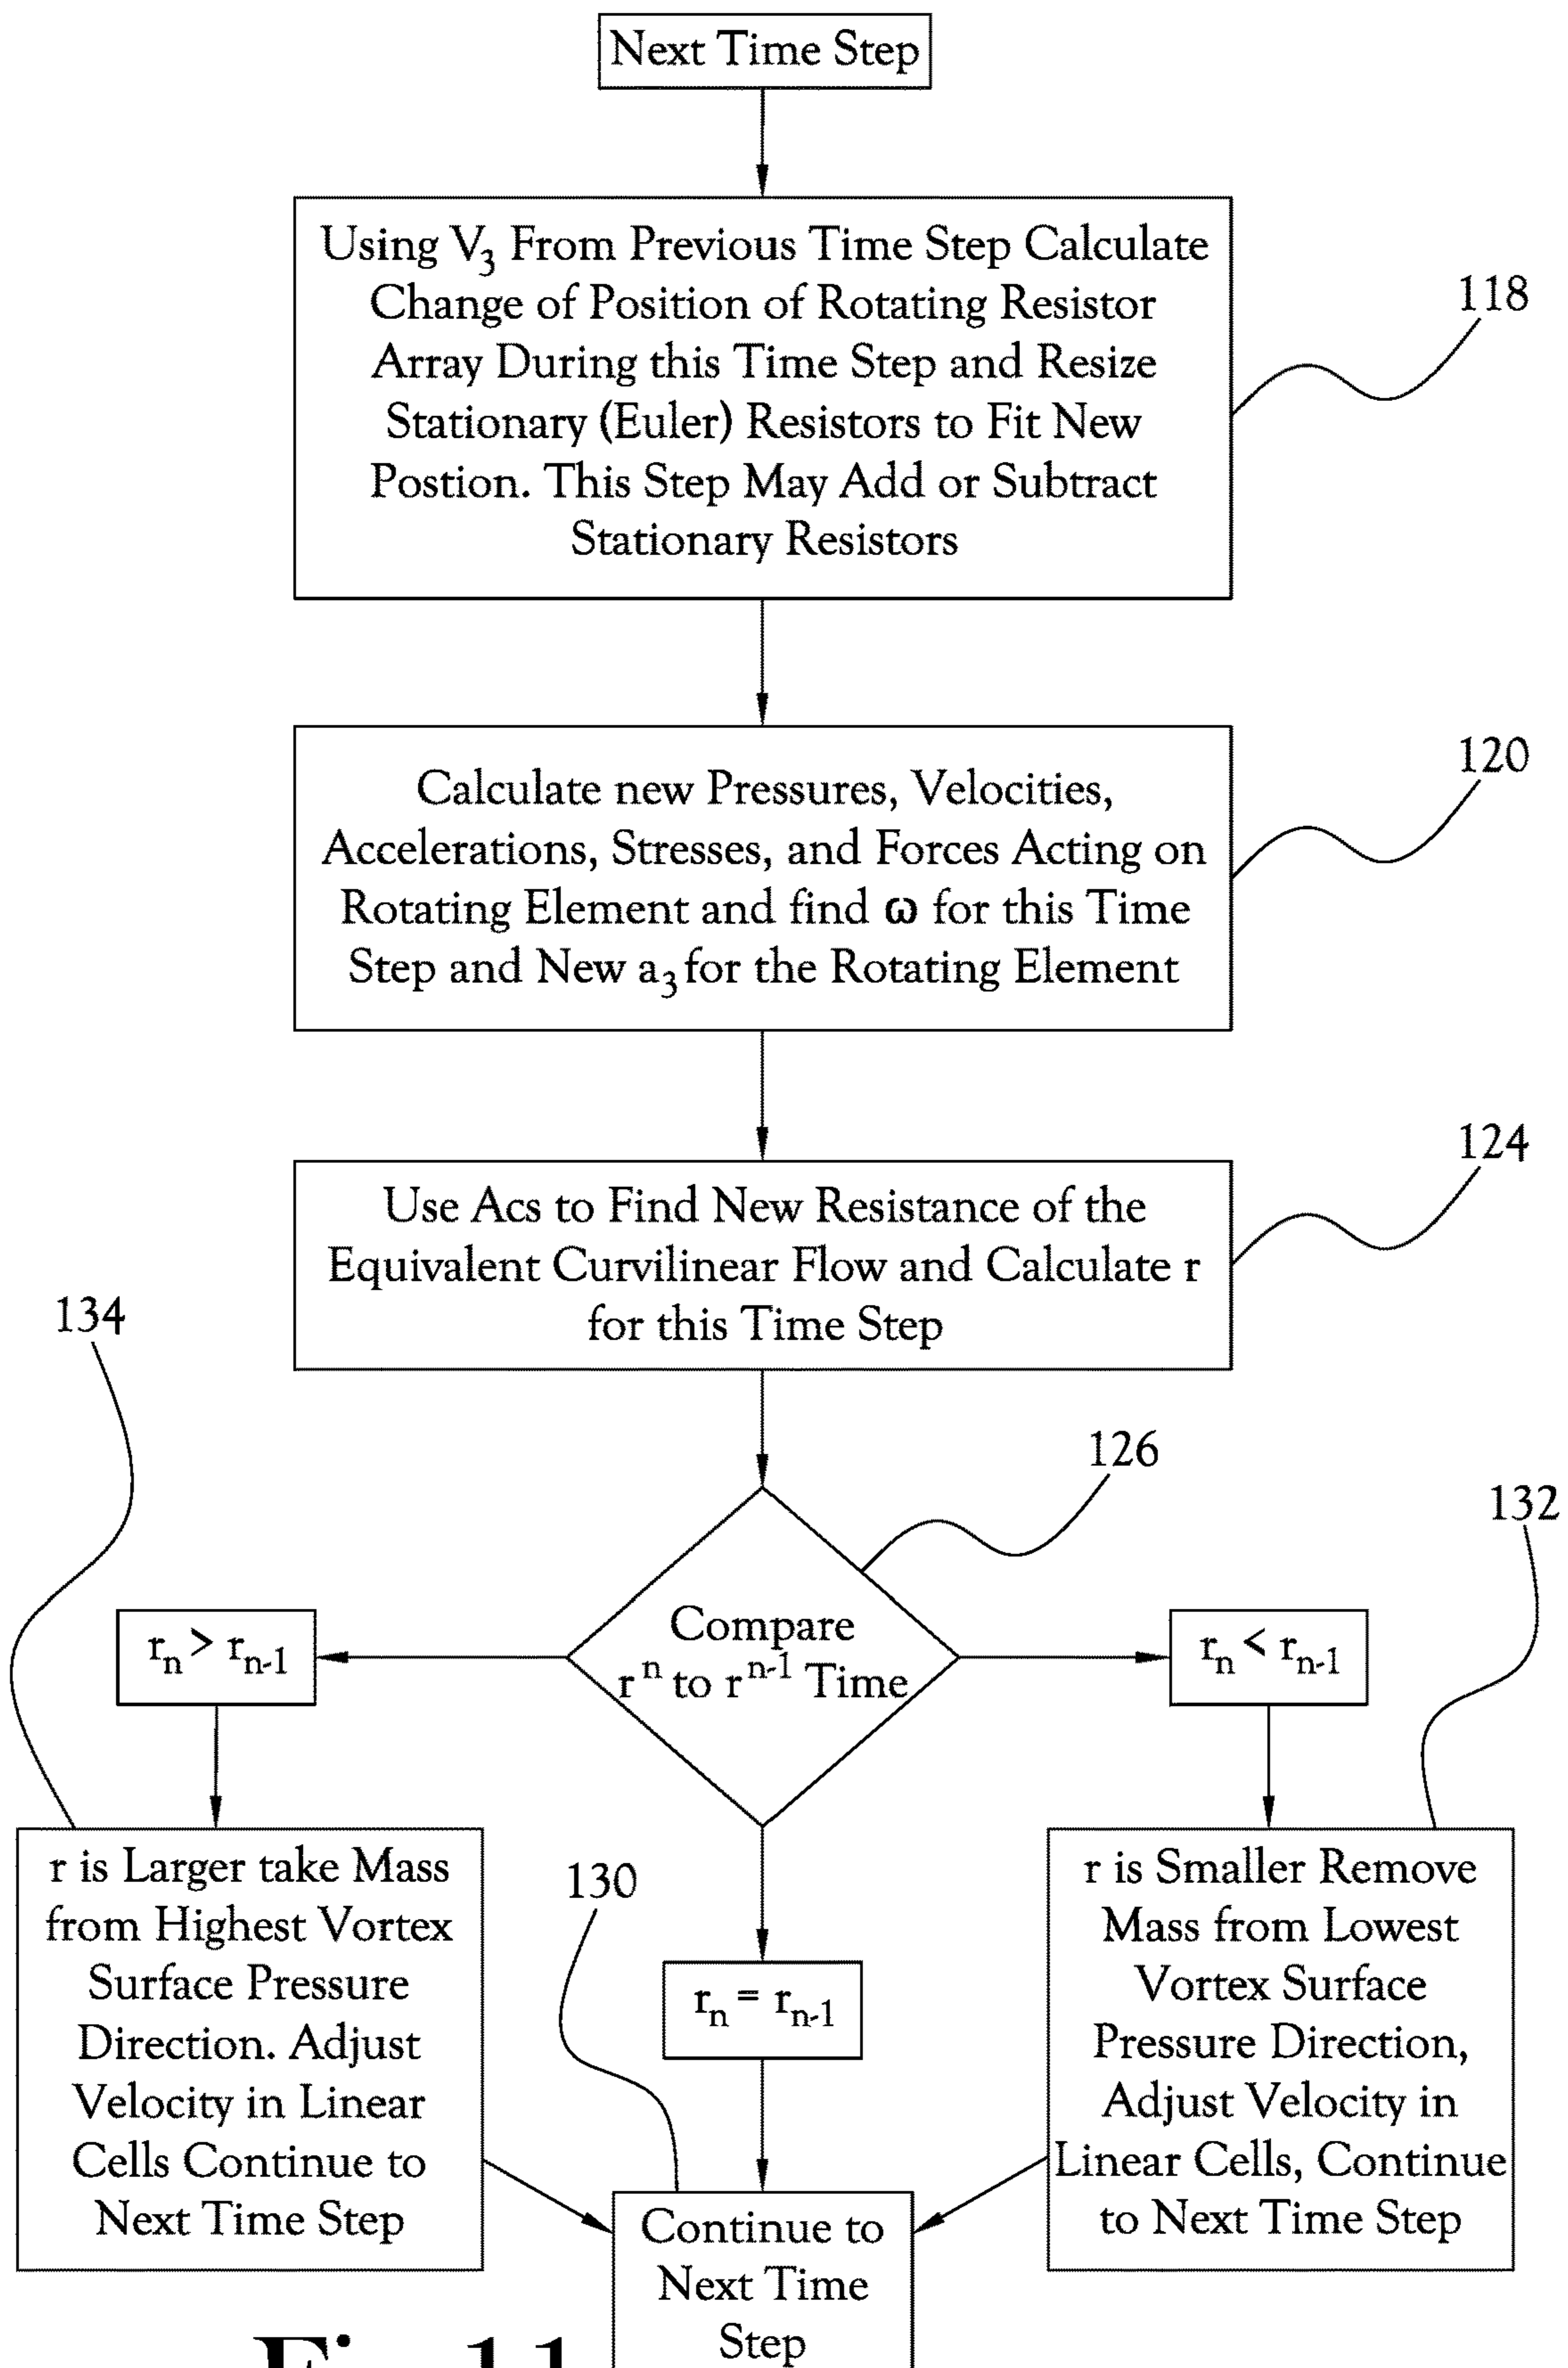 Next Time Step
Using V3 From Previous Time Step Calculate
Change of Position of Rotating Resistor
Array During this Time Step and Resize
Stationary (Euler) Resistors to Fit New
Postion. This Step May Add or Subtract
Stationary Resistors
118
Calculate new Pressures, Velocities,
Accelerations, Stresses, and Forces Acting on
Rotating Element and find ω for this Time
Step and New a3 for the Rotating Element
120
Use Acs to Find New Resistance of the
Equivalent Curvilinear Flow and Calculate r
for this Time Step
124
134
126
132
Compare
r^n to r^n-1 Time
rn > rn-1
rn < rn-1
r is Larger take Mass
from Highest Vortex
Surface Pressure
Direction. Adjust
Velocity in Linear
Cells Continue to
Next Time Step
130
rn = rn-1
r is Smaller Remove
Mass from Lowest
Vortex Surface
Pressure Direction,
Adjust Velocity in
Linear Cells, Continue
to Next Time Step
Continue to
Next Time
Step
Fig 11